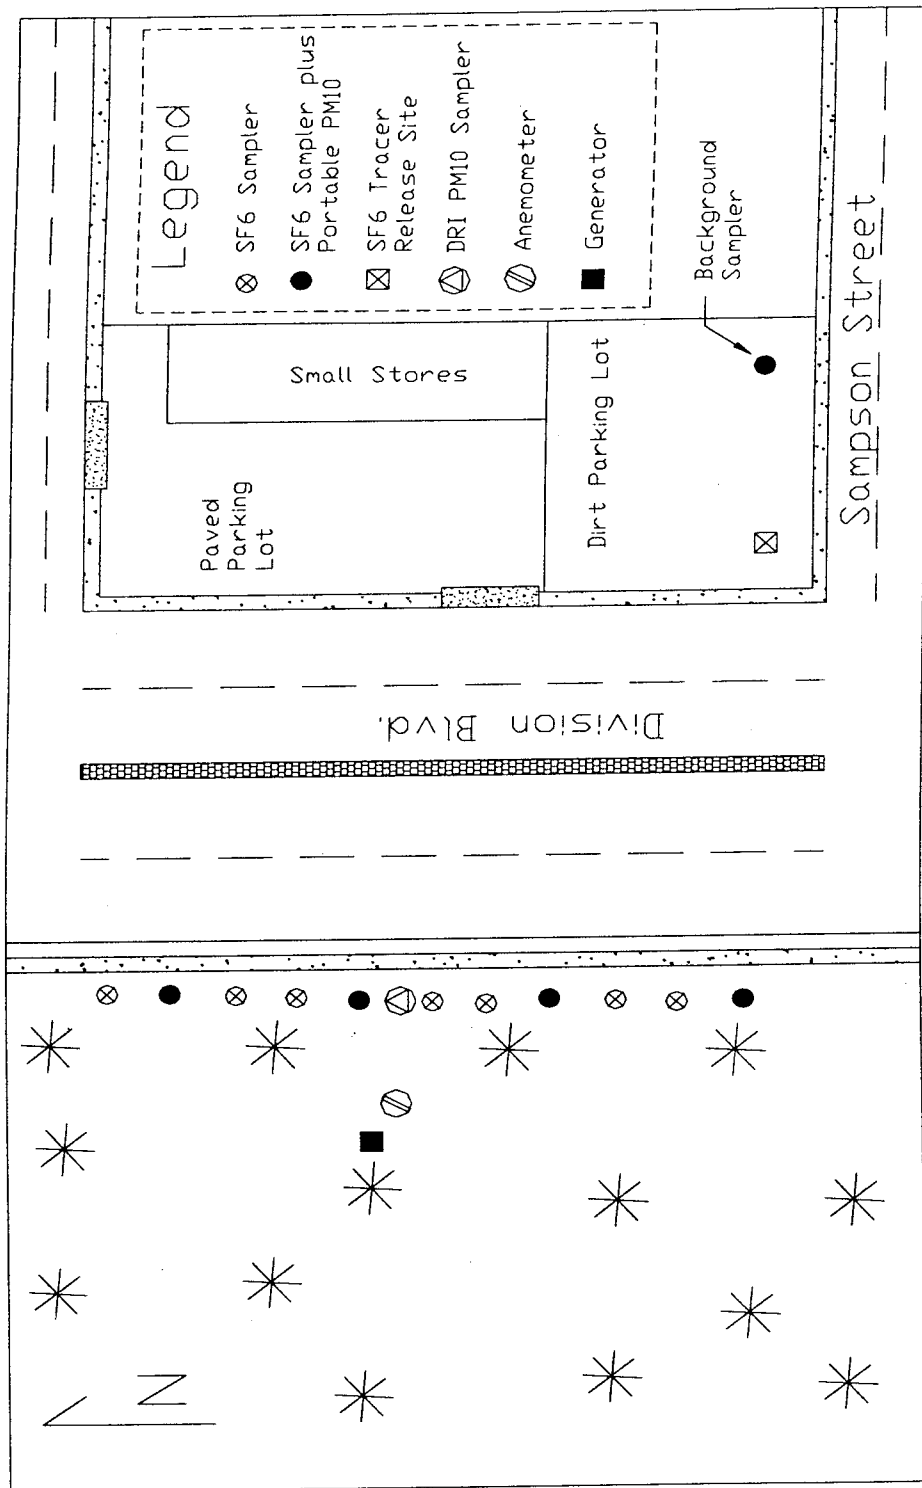 Legend
SF6 Sampler
SF6 Sampler plus
Portable PM10
SF6 Tracer
Release Site
DRI PM10 Sampler
Anemometer
Generator
Small Stores
Paved
Parking
Lot
Dirt Parking Lot
Background
Sampler
Sampson Street
Division Blvd.
N